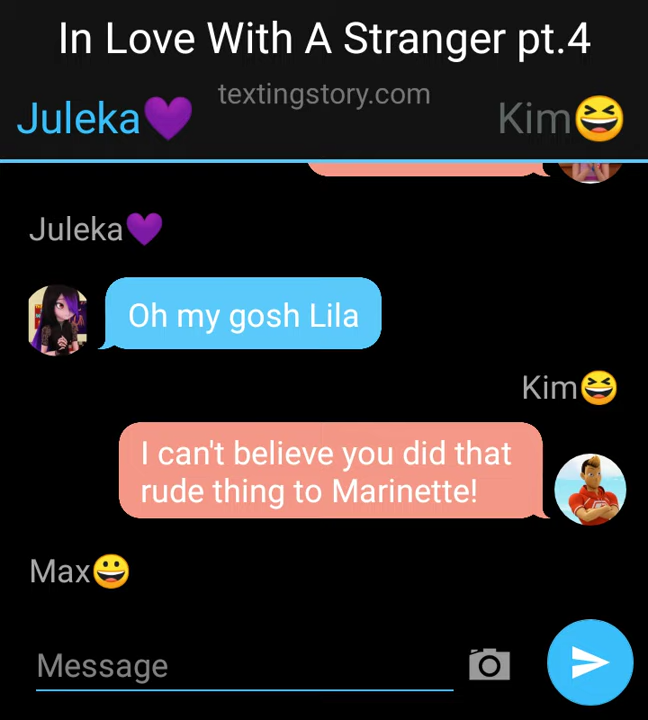 In Love With A Stranger pt.4
textingstory.com
Juleka💜 Kim😆
Juleka💜
Oh my gosh Lila
Kim😆
I can't believe you did that
rude thing to Marinette!
Max😀
Message